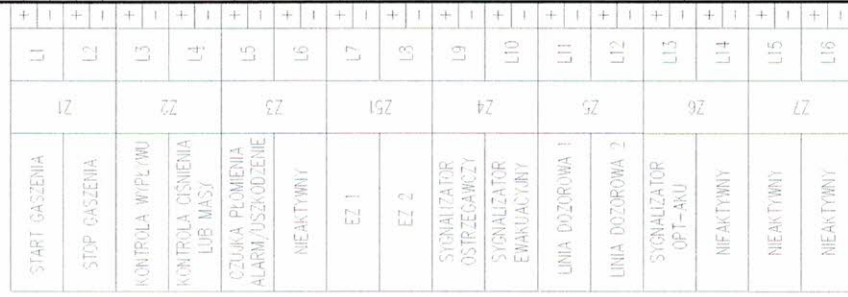 + - + - + - + - + - + - + - + - + - + - + - + - + - + - + - + -
L1 L2 L3 L4 L5 L6 L7 L8 L9 L10 L11 L12 L13 L14 L15 L16
Z1 Z2 Z3 Z51 Z4 Z5 Z6 Z7
START GASZENIA
STOP GASZENIA
KONTROLA WYPŁYWU
KONTROLA CIŚNIENIA
LUB MASY
CZUJKA PŁOMIENIA
ALARM/USZKODZENIE
NIEAKTYWNY
EZ 1
EZ 2
SYGNALIZATOR
OSTRZEGAWCZY
SYGNALIZATOR
EWAKUACYJNY
LINIA DOZOROWA 1
LINIA DOZOROWA 2
SYGNALIZATOR
OPT-AKU
NIEAKTYWNY
NIEAKTYWNY
NIEAKTYWNY